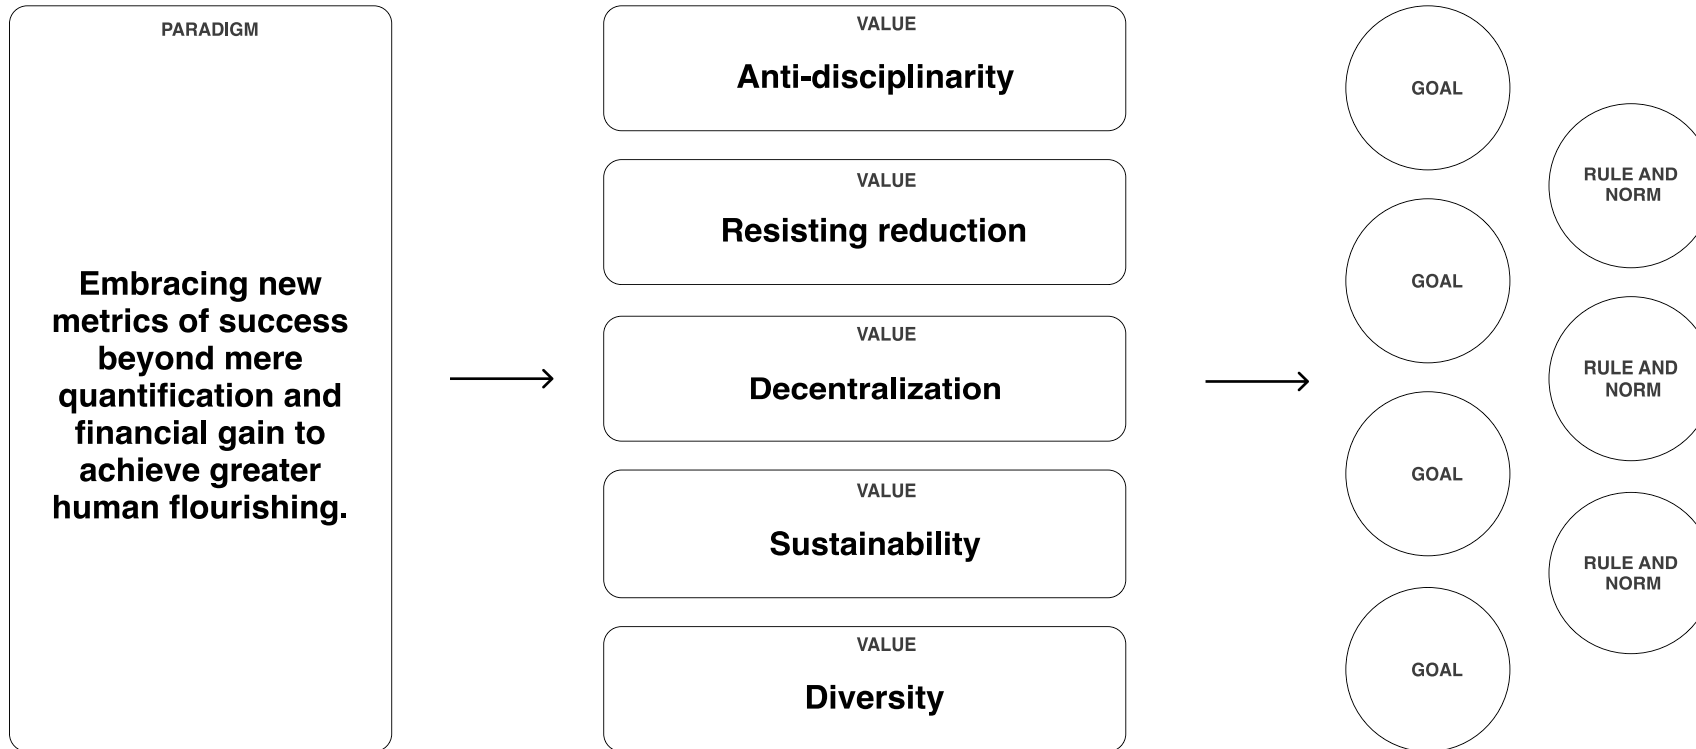 PARADIGM
Embracing new
metrics of success
beyond mere
quantification and
financial gain to
achieve greater
human flourishing.
VALUE
Anti-disciplinarity
VALUE
Resisting reduction
VALUE
Decentralization
VALUE
Sustainability
VALUE
Diversity
GOAL
GOAL
GOAL
GOAL
RULE AND
NORM
RULE AND
NORM
RULE AND
NORM